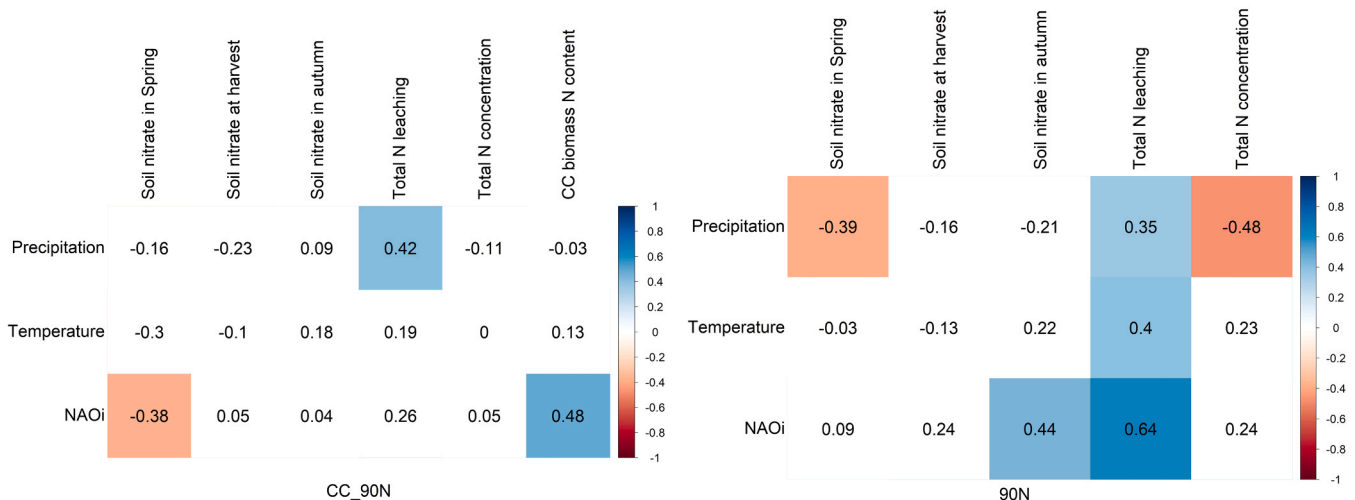 Soil nitrate in Spring
Soil nitrate at harvest
Soil nitrate in autumn
Total N leaching
Total N concentration
CC biomass N content
Precipitation -0.16 -0.23 0.09 0.42 -0.11 -0.03
Temperature -0.3 -0.1 0.18 0.19 0 0.13
NAOi -0.38 0.05 0.04 0.26 0.05 0.48
1
0.8
0.6
0.4
0.2
0
-0.2
-0.4
-0.6
-0.8
-1
CC_90N
Soil nitrate in Spring
Soil nitrate at harvest
Soil nitrate in autumn
Total N leaching
Total N concentration
Precipitation -0.39 -0.16 -0.21 0.35 -0.48
Temperature -0.03 -0.13 0.22 0.4 0.23
NAOi 0.09 0.24 0.44 0.64 0.24
1
0.8
0.6
0.4
0.2
0
-0.2
-0.4
-0.6
-0.8
-1
90N